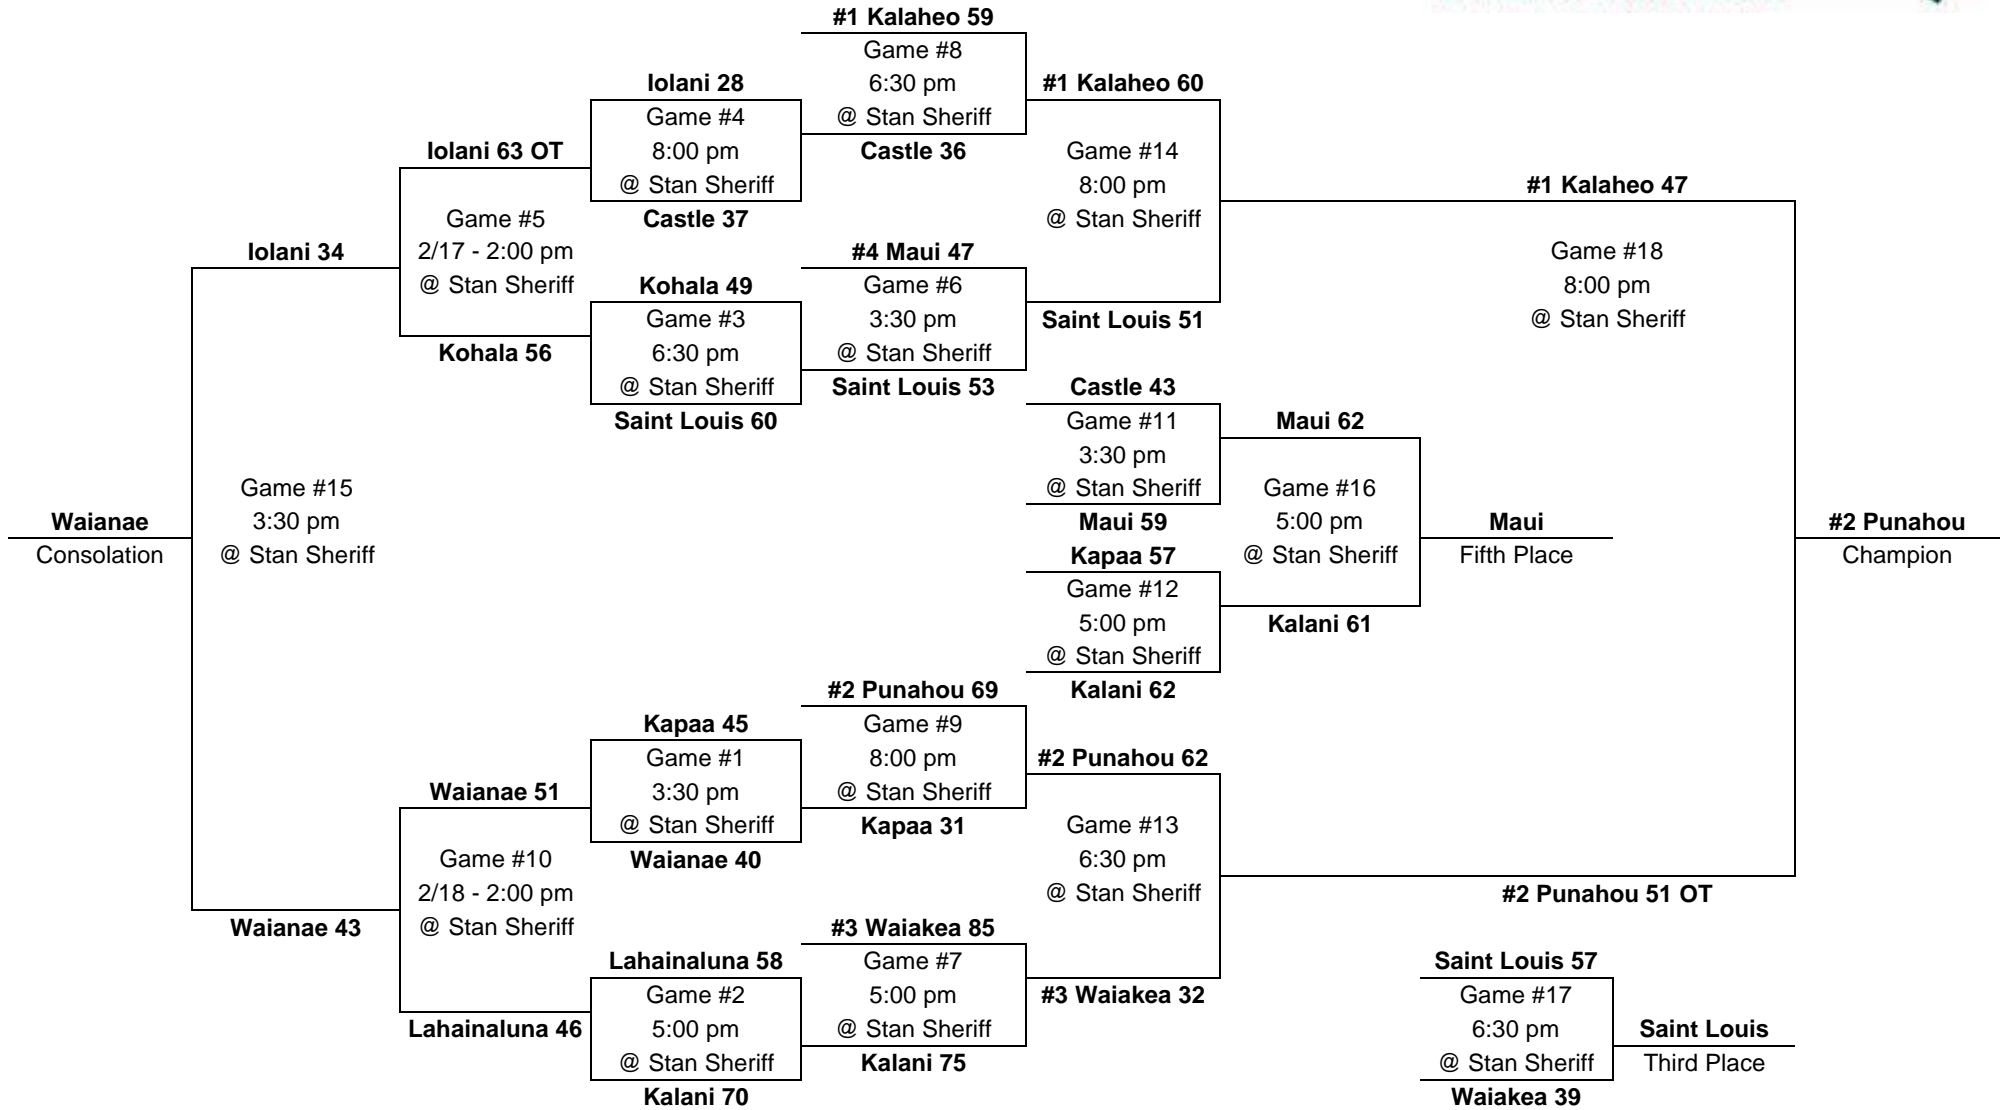 #1 Kalaheo 59
Game #8
6:30 pm
@ Stan Sheriff
Castle 36
Iolani 28
Game #4
8:00 pm
@ Stan Sheriff
Castle 37
Iolani 63 OT
Game #5
2/17 - 2:00 pm
@ Stan Sheriff
Kohala 56
Iolani 34
Kohala 49
Game #3
6:30 pm
@ Stan Sheriff
Saint Louis 60
#4 Maui 47
Game #6
3:30 pm
@ Stan Sheriff
Saint Louis 53
#1 Kalaheo 60
Game #14
8:00 pm
@ Stan Sheriff
Saint Louis 51
#1 Kalaheo 47
Game #18
8:00 pm
@ Stan Sheriff
Castle 43
Game #11
3:30 pm
@ Stan Sheriff
Maui 59
Maui 62
Game #16
5:00 pm
@ Stan Sheriff
Kalani 61
Kapaa 57
Game #12
5:00 pm
@ Stan Sheriff
Kalani 62
Maui
Fifth Place
#2 Punahou
Champion
Game #15
3:30 pm
@ Stan Sheriff
Waianae
Consolation
#2 Punahou 69
Game #9
8:00 pm
@ Stan Sheriff
Kapaa 31
Kapaa 45
Game #1
3:30 pm
@ Stan Sheriff
Waianae 40
Waianae 51
Game #10
2/18 - 2:00 pm
@ Stan Sheriff
Lahainaluna 46
Waianae 43
Lahainaluna 58
Game #2
5:00 pm
@ Stan Sheriff
Kalani 70
#3 Waiakea 85
Game #7
5:00 pm
@ Stan Sheriff
Kalani 75
#2 Punahou 62
Game #13
6:30 pm
@ Stan Sheriff
#3 Waiakea 32
#2 Punahou 51 OT
Saint Louis 57
Game #17
6:30 pm
@ Stan Sheriff
Waiakea 39
Saint Louis
Third Place